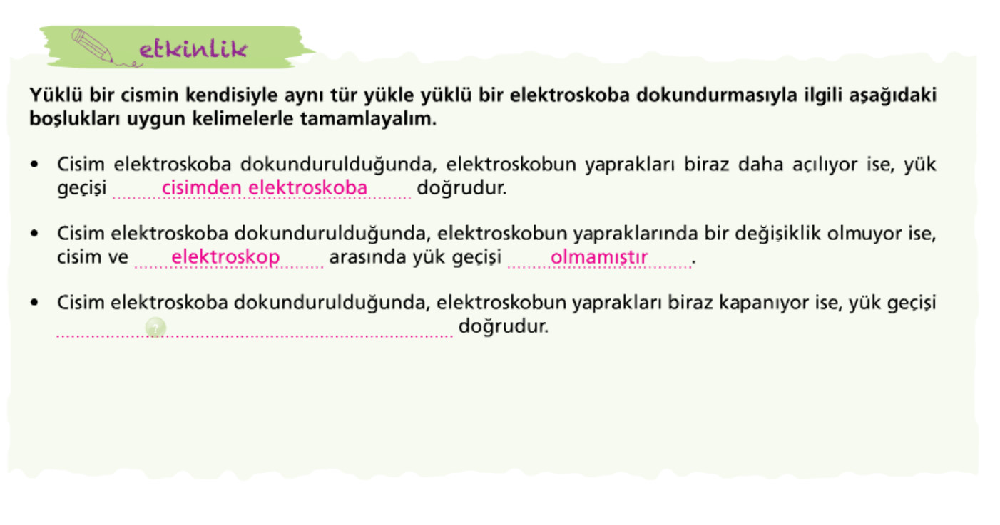 etkinlik
Yüklü bir cismin kendisiyle aynı tür yükle yüklü bir elektroskoba dokundurmasıyla ilgili aşağıdaki
boşlukları uygun kelimelerle tamamlayalım.
• Cisim elektroskoba dokundurulduğunda, elektroskobun yaprakları biraz daha açılıyor ise, yük
geçişi cisimden elektroskoba doğrudur.
• Cisim elektroskoba dokundurulduğunda, elektroskobun yapraklarında bir değişiklik olmuyor ise,
cisim ve elektroskop arasında yük geçişi olmamıştır.
• Cisim elektroskoba dokundurulduğunda, elektroskobun yaprakları biraz kapanıyor ise, yük geçişi
? doğrudur.